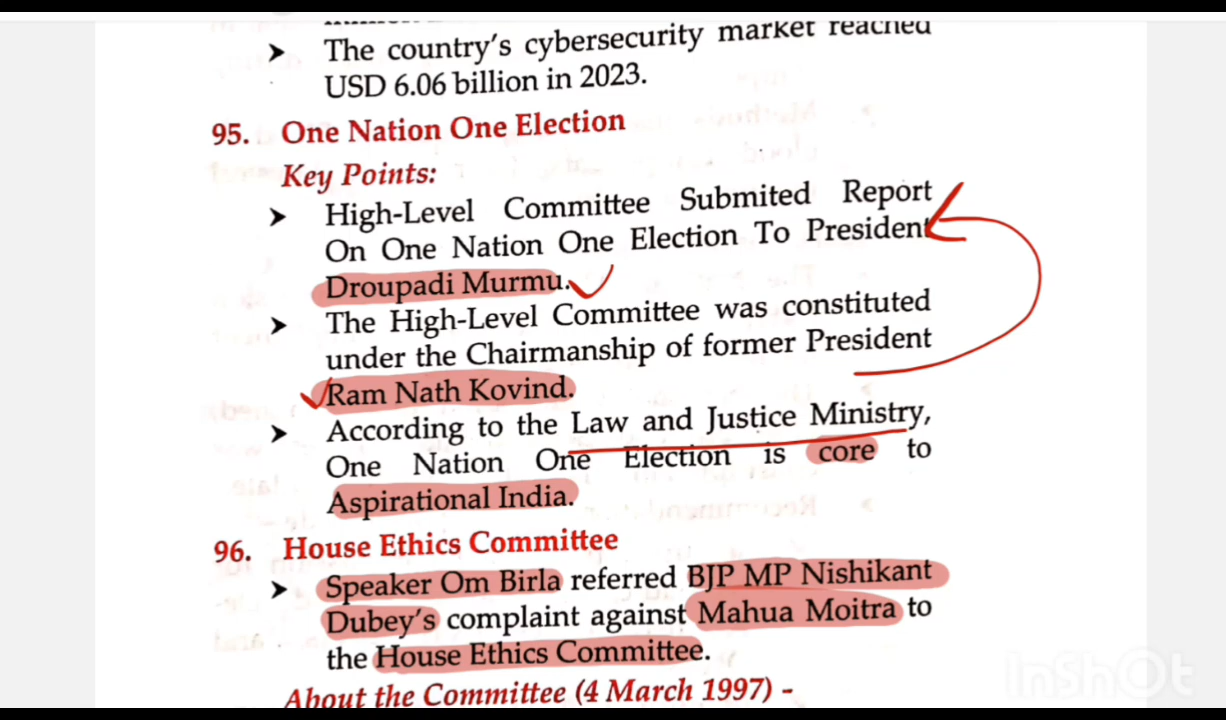 ➤ The country's cybersecurity market reached
USD 6.06 billion in 2023.
95. One Nation One Election
Key Points:
➤ High-Level Committee Submited Report
On One Nation One Election To President
Droupadi Murmu.
➤ The High-Level Committee was constituted
under the Chairmanship of former President
Ram Nath Kovind.
➤ According to the Law and Justice Ministry,
One Nation One Election is core to
Aspirational India.
96. House Ethics Committee
➤ Speaker Om Birla referred BJP MP Nishikant
Dubey's complaint against Mahua Moitra to
the House Ethics Committee.
About the Committee (4 March 1997) -
InShOt